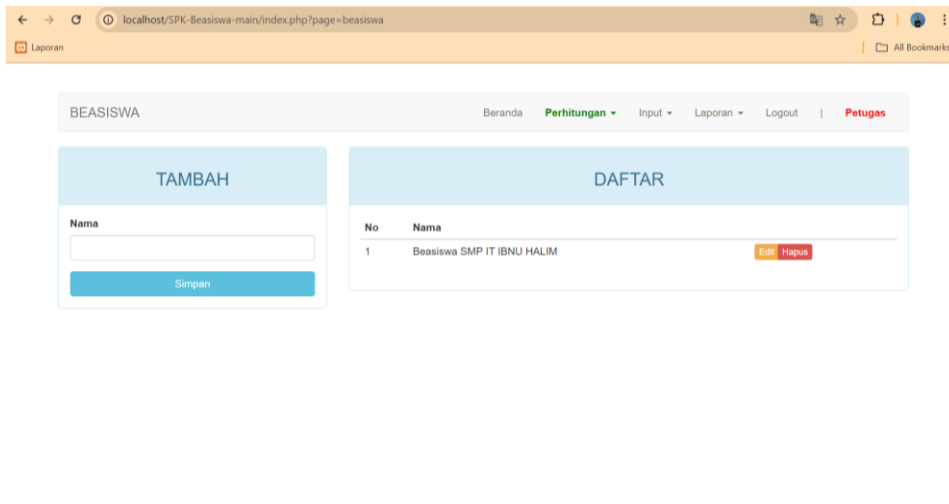 localhost/SPK-Beasiswa-main/index.php?page=beasiswa
Laporan
All Bookmarks
BEASISWA
Beranda Perhitungan Input Laporan Logout | Petugas
TAMBAH
Nama
Simpan
DAFTAR
No Nama
1 Beasiswa SMP IT IBNU HALIM Edit Hapus